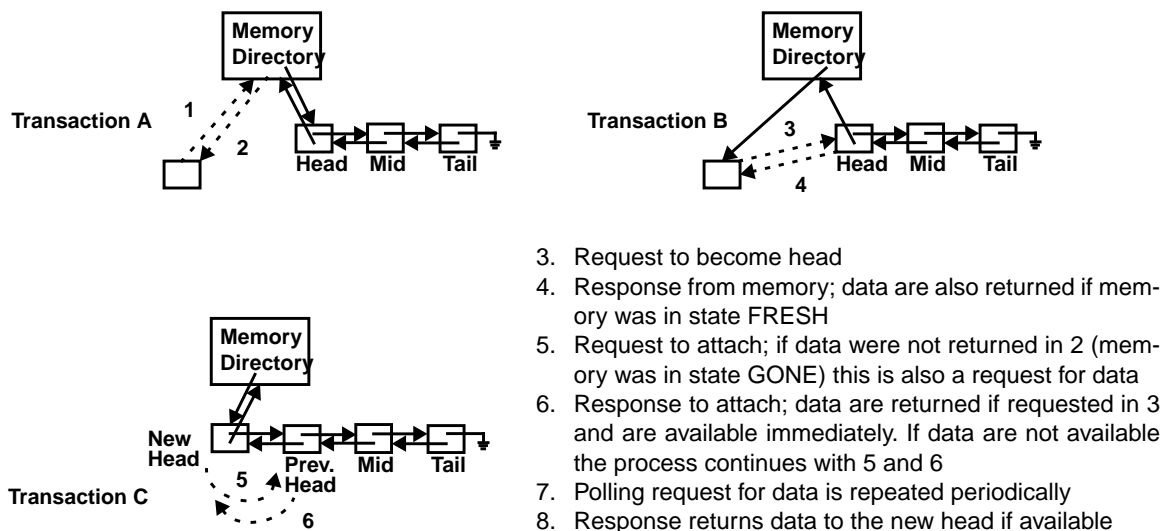 Memory
Directory
Transaction A
1
2
Head
Mid
Tail
Memory
Directory
Transaction B
3
4
Head
Mid
Tail
Memory
Directory
New
Head
Prev.
Head
Mid
Tail
5
6
Transaction C
3. Request to become head
4. Response from memory; data are also returned if mem-
ory was in state FRESH
5. Request to attach; if data were not returned in 2 (mem-
ory was in state GONE) this is also a request for data
6. Response to attach; data are returned if requested in 3
and are available immediately. If data are not available
the process continues with 5 and 6
7. Polling request for data is repeated periodically
8. Response returns data to the new head if available